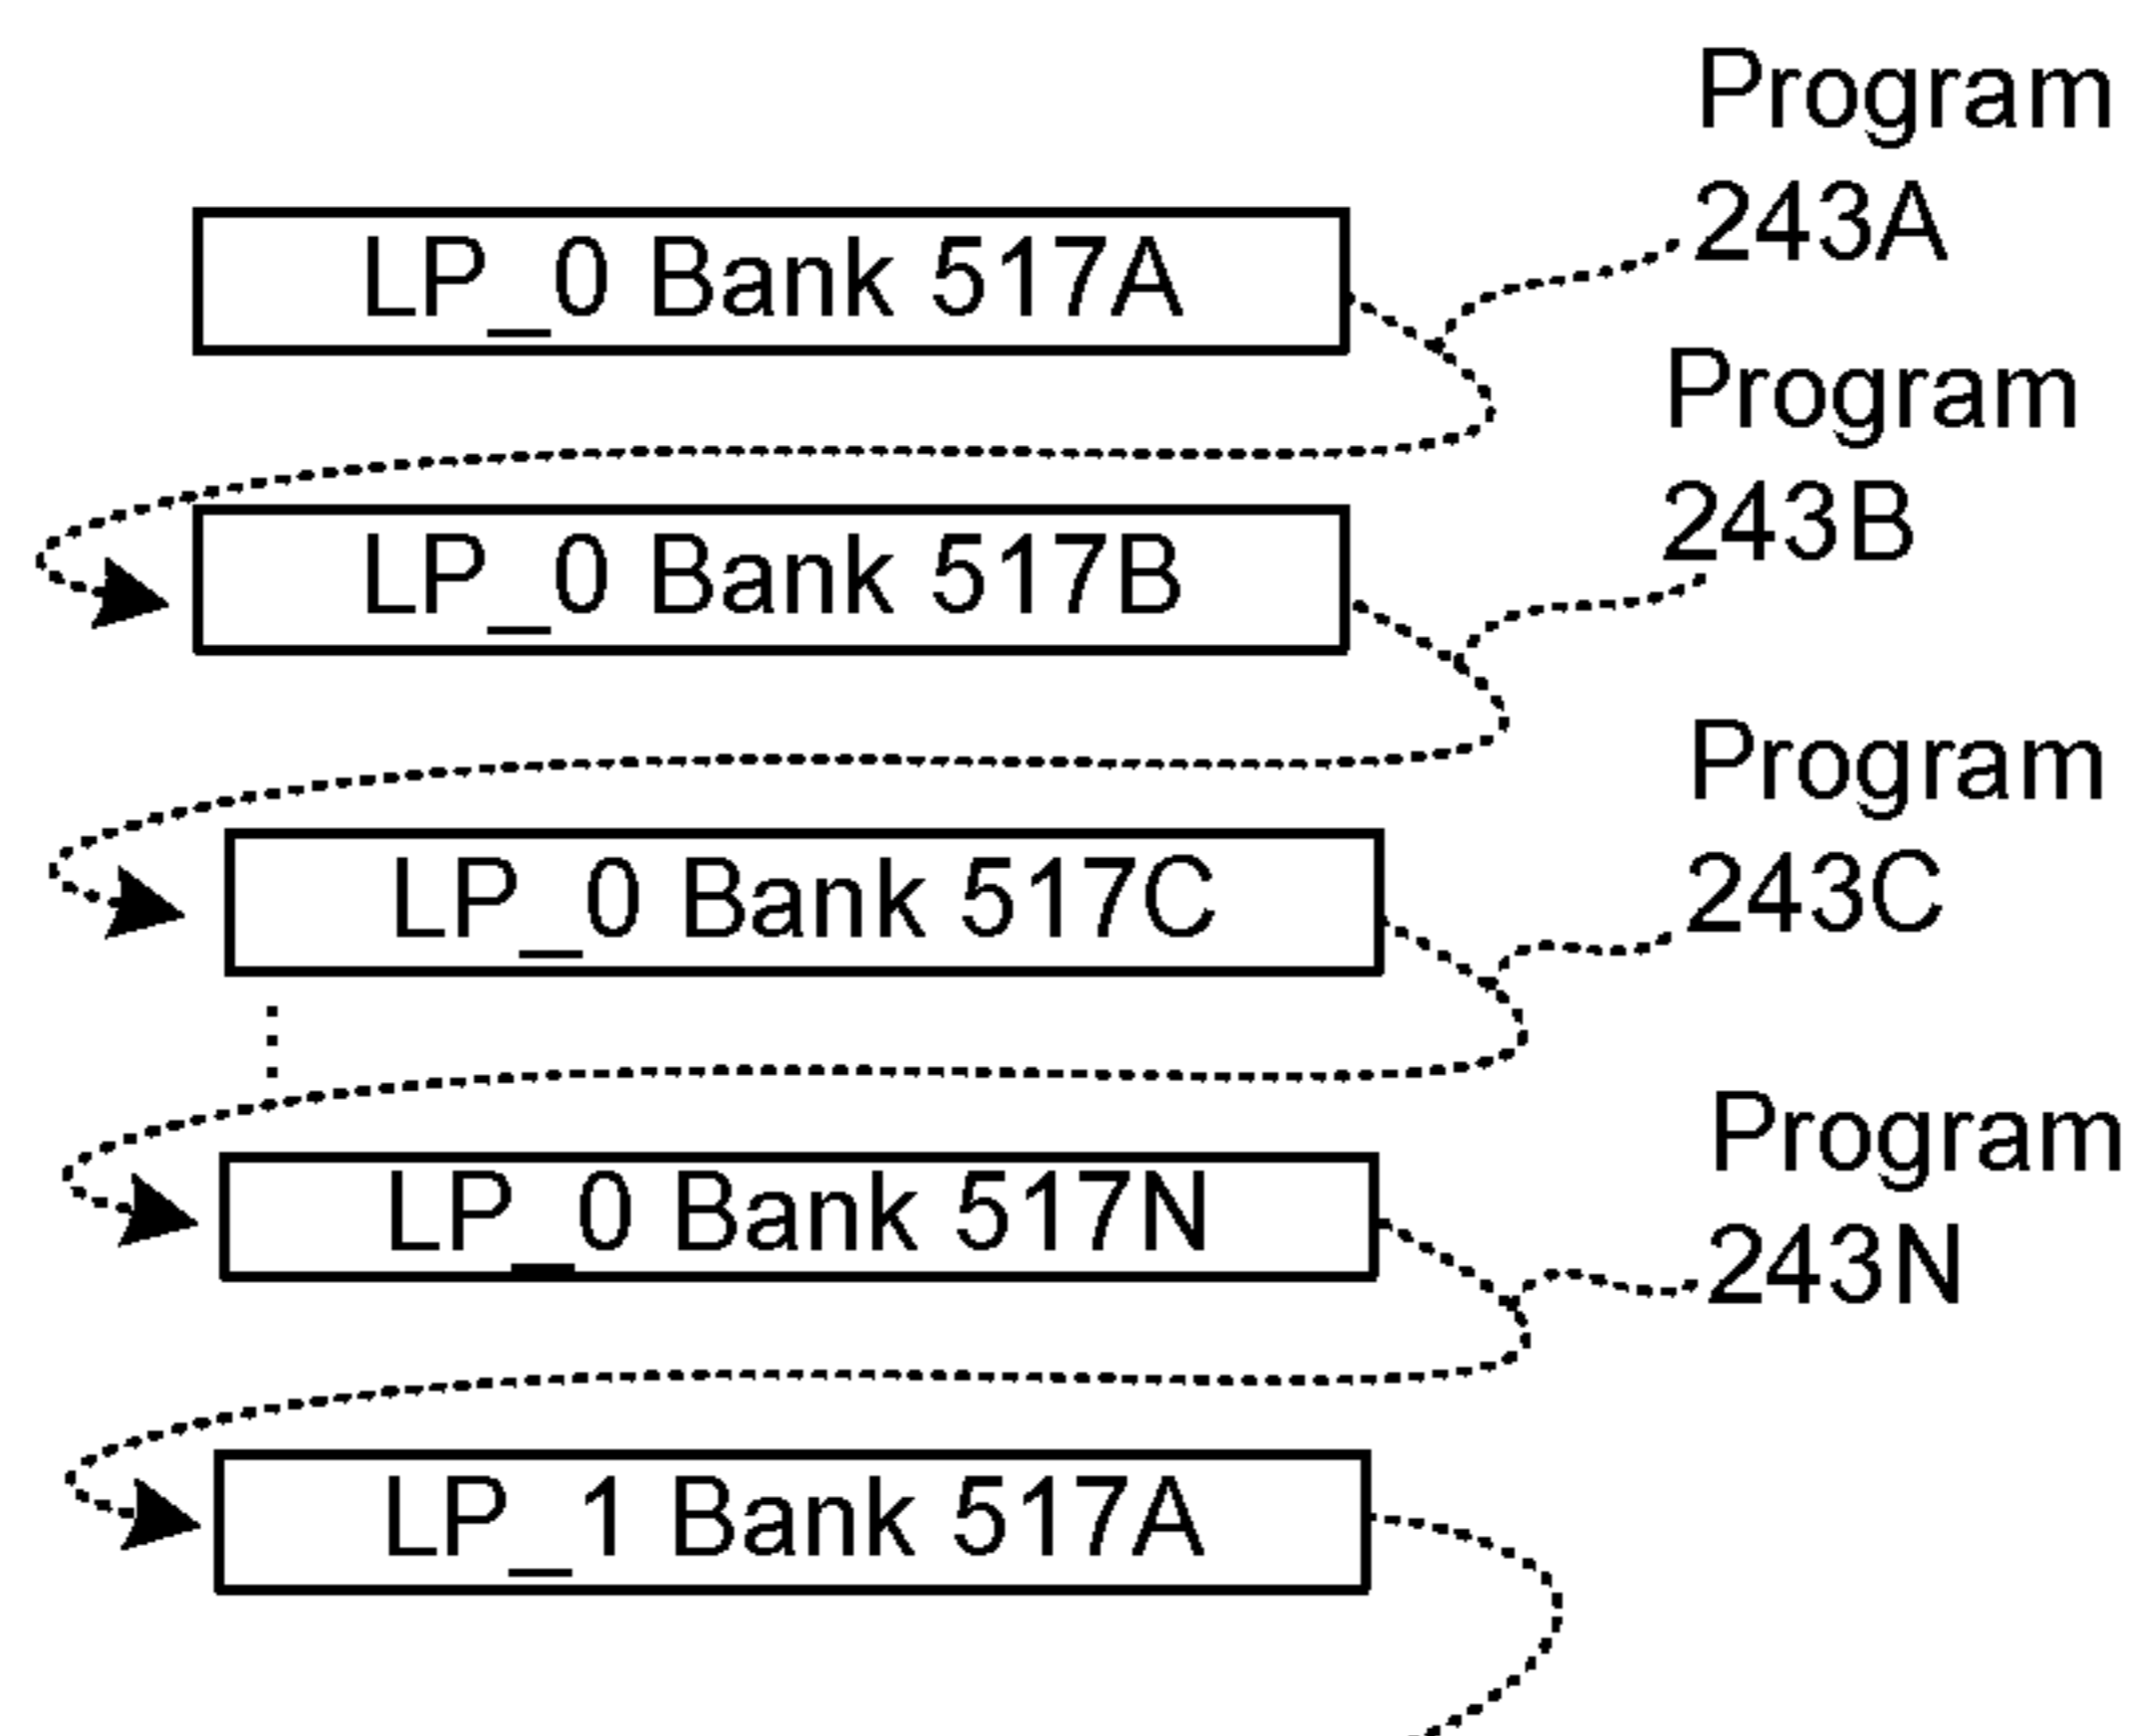 Program
243A
LP_0 Bank 517A
Program
243B
LP_0 Bank 517B
Program
243C
LP_0 Bank 517C
Program
243N
LP_0 Bank 517N
LP_1 Bank 517A